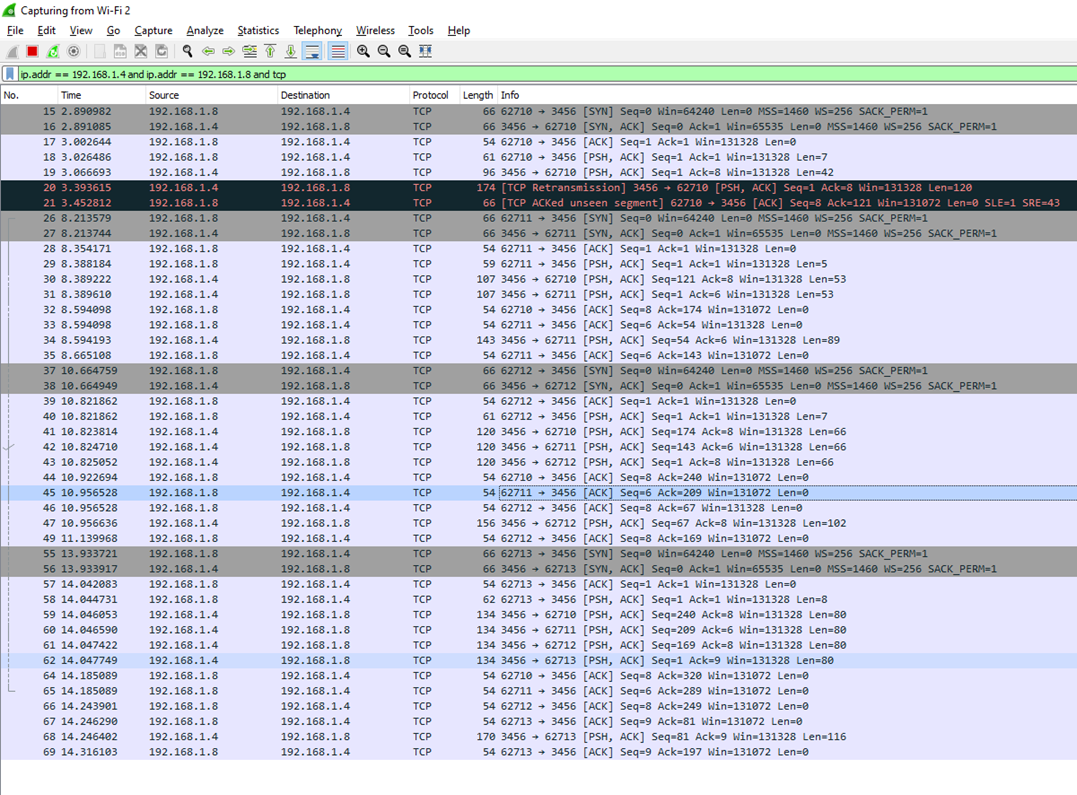 Capturing from Wi-Fi 2
File Edit View Go Capture Analyze Statistics Telephony Wireless Tools Help
ip.addr == 192.168.1.4 and ip.addr == 192.168.1.8 and tcp
No. Time Source Destination Protocol Length Info
15 2.890982 192.168.1.8 192.168.1.4 TCP 66 62710 → 3456 [SYN] Seq=0 Win=64240 Len=0 MSS=1460 WS=256 SACK_PERM=1
16 2.891085 192.168.1.4 192.168.1.8 TCP 66 3456 → 62710 [SYN, ACK] Seq=0 Ack=1 Win=65535 Len=0 MSS=1460 WS=256 SACK_PERM=1
17 3.002644 192.168.1.8 192.168.1.4 TCP 54 62710 → 3456 [ACK] Seq=1 Ack=1 Win=131328 Len=0
18 3.026486 192.168.1.8 192.168.1.4 TCP 61 62710 → 3456 [PSH, ACK] Seq=1 Ack=1 Win=131328 Len=7
19 3.066693 192.168.1.4 192.168.1.8 TCP 96 3456 → 62710 [PSH, ACK] Seq=1 Ack=8 Win=131328 Len=42
20 3.393615 192.168.1.4 192.168.1.8 TCP 174 [TCP Retransmission] 3456 → 62710 [PSH, ACK] Seq=1 Ack=8 Win=131328 Len=120
21 3.452812 192.168.1.8 192.168.1.4 TCP 66 [TCP ACKed unseen segment] 62710 → 3456 [ACK] Seq=8 Ack=121 Win=131072 Len=0 SLE=1 SRE=43
26 8.213579 192.168.1.8 192.168.1.4 TCP 66 62711 → 3456 [SYN] Seq=0 Win=64240 Len=0 MSS=1460 WS=256 SACK_PERM=1
27 8.213744 192.168.1.4 192.168.1.8 TCP 66 3456 → 62711 [SYN, ACK] Seq=0 Ack=1 Win=65535 Len=0 MSS=1460 WS=256 SACK_PERM=1
28 8.354171 192.168.1.8 192.168.1.4 TCP 54 62711 → 3456 [ACK] Seq=1 Ack=1 Win=131328 Len=0
29 8.388184 192.168.1.8 192.168.1.4 TCP 59 62711 → 3456 [PSH, ACK] Seq=1 Ack=1 Win=131328 Len=5
30 8.389222 192.168.1.4 192.168.1.8 TCP 107 3456 → 62710 [PSH, ACK] Seq=121 Ack=8 Win=131328 Len=53
31 8.389610 192.168.1.4 192.168.1.8 TCP 107 3456 → 62711 [PSH, ACK] Seq=1 Ack=6 Win=131328 Len=53
32 8.594098 192.168.1.8 192.168.1.4 TCP 54 62710 → 3456 [ACK] Seq=8 Ack=174 Win=131072 Len=0
33 8.594098 192.168.1.8 192.168.1.4 TCP 54 62711 → 3456 [ACK] Seq=6 Ack=54 Win=131328 Len=0
34 8.594193 192.168.1.4 192.168.1.8 TCP 143 3456 → 62711 [PSH, ACK] Seq=54 Ack=6 Win=131328 Len=89
35 8.665108 192.168.1.8 192.168.1.4 TCP 54 62711 → 3456 [ACK] Seq=6 Ack=143 Win=131072 Len=0
37 10.664759 192.168.1.8 192.168.1.4 TCP 66 62712 → 3456 [SYN] Seq=0 Win=64240 Len=0 MSS=1460 WS=256 SACK_PERM=1
38 10.664949 192.168.1.4 192.168.1.8 TCP 66 3456 → 62712 [SYN, ACK] Seq=0 Ack=1 Win=65535 Len=0 MSS=1460 WS=256 SACK_PERM=1
39 10.821862 192.168.1.8 192.168.1.4 TCP 54 62712 → 3456 [ACK] Seq=1 Ack=1 Win=131328 Len=0
40 10.821862 192.168.1.8 192.168.1.4 TCP 61 62712 → 3456 [PSH, ACK] Seq=1 Ack=1 Win=131328 Len=7
41 10.823814 192.168.1.4 192.168.1.8 TCP 120 3456 → 62710 [PSH, ACK] Seq=174 Ack=8 Win=131328 Len=66
42 10.824710 192.168.1.4 192.168.1.8 TCP 120 3456 → 62711 [PSH, ACK] Seq=143 Ack=6 Win=131328 Len=66
43 10.825052 192.168.1.4 192.168.1.8 TCP 120 3456 → 62712 [PSH, ACK] Seq=1 Ack=8 Win=131328 Len=66
44 10.922694 192.168.1.8 192.168.1.4 TCP 54 62710 → 3456 [ACK] Seq=8 Ack=240 Win=131072 Len=0
45 10.956528 192.168.1.8 192.168.1.4 TCP 54 62711 → 3456 [ACK] Seq=6 Ack=209 Win=131072 Len=0
46 10.956528 192.168.1.8 192.168.1.4 TCP 54 62712 → 3456 [ACK] Seq=8 Ack=67 Win=131328 Len=0
47 10.956636 192.168.1.4 192.168.1.8 TCP 156 3456 → 62712 [PSH, ACK] Seq=67 Ack=8 Win=131328 Len=102
49 11.139968 192.168.1.8 192.168.1.4 TCP 54 62712 → 3456 [ACK] Seq=8 Ack=169 Win=131328 Len=0
55 13.933721 192.168.1.8 192.168.1.4 TCP 66 62713 → 3456 [SYN] Seq=0 Win=64240 Len=0 MSS=1460 WS=256 SACK_PERM=1
56 13.933917 192.168.1.4 192.168.1.8 TCP 66 3456 → 62713 [SYN, ACK] Seq=0 Ack=1 Win=65535 Len=0 MSS=1460 WS=256 SACK_PERM=1
57 14.042083 192.168.1.8 192.168.1.4 TCP 54 62713 → 3456 [ACK] Seq=1 Ack=1 Win=131328 Len=0
58 14.044731 192.168.1.8 192.168.1.4 TCP 62 62713 → 3456 [PSH, ACK] Seq=1 Ack=1 Win=131328 Len=8
59 14.046053 192.168.1.4 192.168.1.8 TCP 134 3456 → 62710 [PSH, ACK] Seq=240 Ack=8 Win=131328 Len=80
60 14.046590 192.168.1.4 192.168.1.8 TCP 134 3456 → 62711 [PSH, ACK] Seq=209 Ack=6 Win=131328 Len=80
61 14.047422 192.168.1.4 192.168.1.8 TCP 134 3456 → 62712 [PSH, ACK] Seq=169 Ack=8 Win=131328 Len=80
62 14.047749 192.168.1.4 192.168.1.8 TCP 134 3456 → 62713 [PSH, ACK] Seq=1 Ack=9 Win=131328 Len=80
64 14.185089 192.168.1.8 192.168.1.4 TCP 54 62710 → 3456 [ACK] Seq=8 Ack=320 Win=131072 Len=0
65 14.185089 192.168.1.8 192.168.1.4 TCP 54 62711 → 3456 [ACK] Seq=6 Ack=289 Win=131072 Len=0
66 14.243901 192.168.1.8 192.168.1.4 TCP 54 62712 → 3456 [ACK] Seq=8 Ack=249 Win=131072 Len=0
67 14.246290 192.168.1.8 192.168.1.4 TCP 54 62713 → 3456 [ACK] Seq=9 Ack=81 Win=131072 Len=0
68 14.246402 192.168.1.4 192.168.1.8 TCP 170 3456 → 62713 [PSH, ACK] Seq=81 Ack=9 Win=131328 Len=116
69 14.316103 192.168.1.8 192.168.1.4 TCP 54 62713 → 3456 [ACK] Seq=9 Ack=197 Win=131072 Len=0